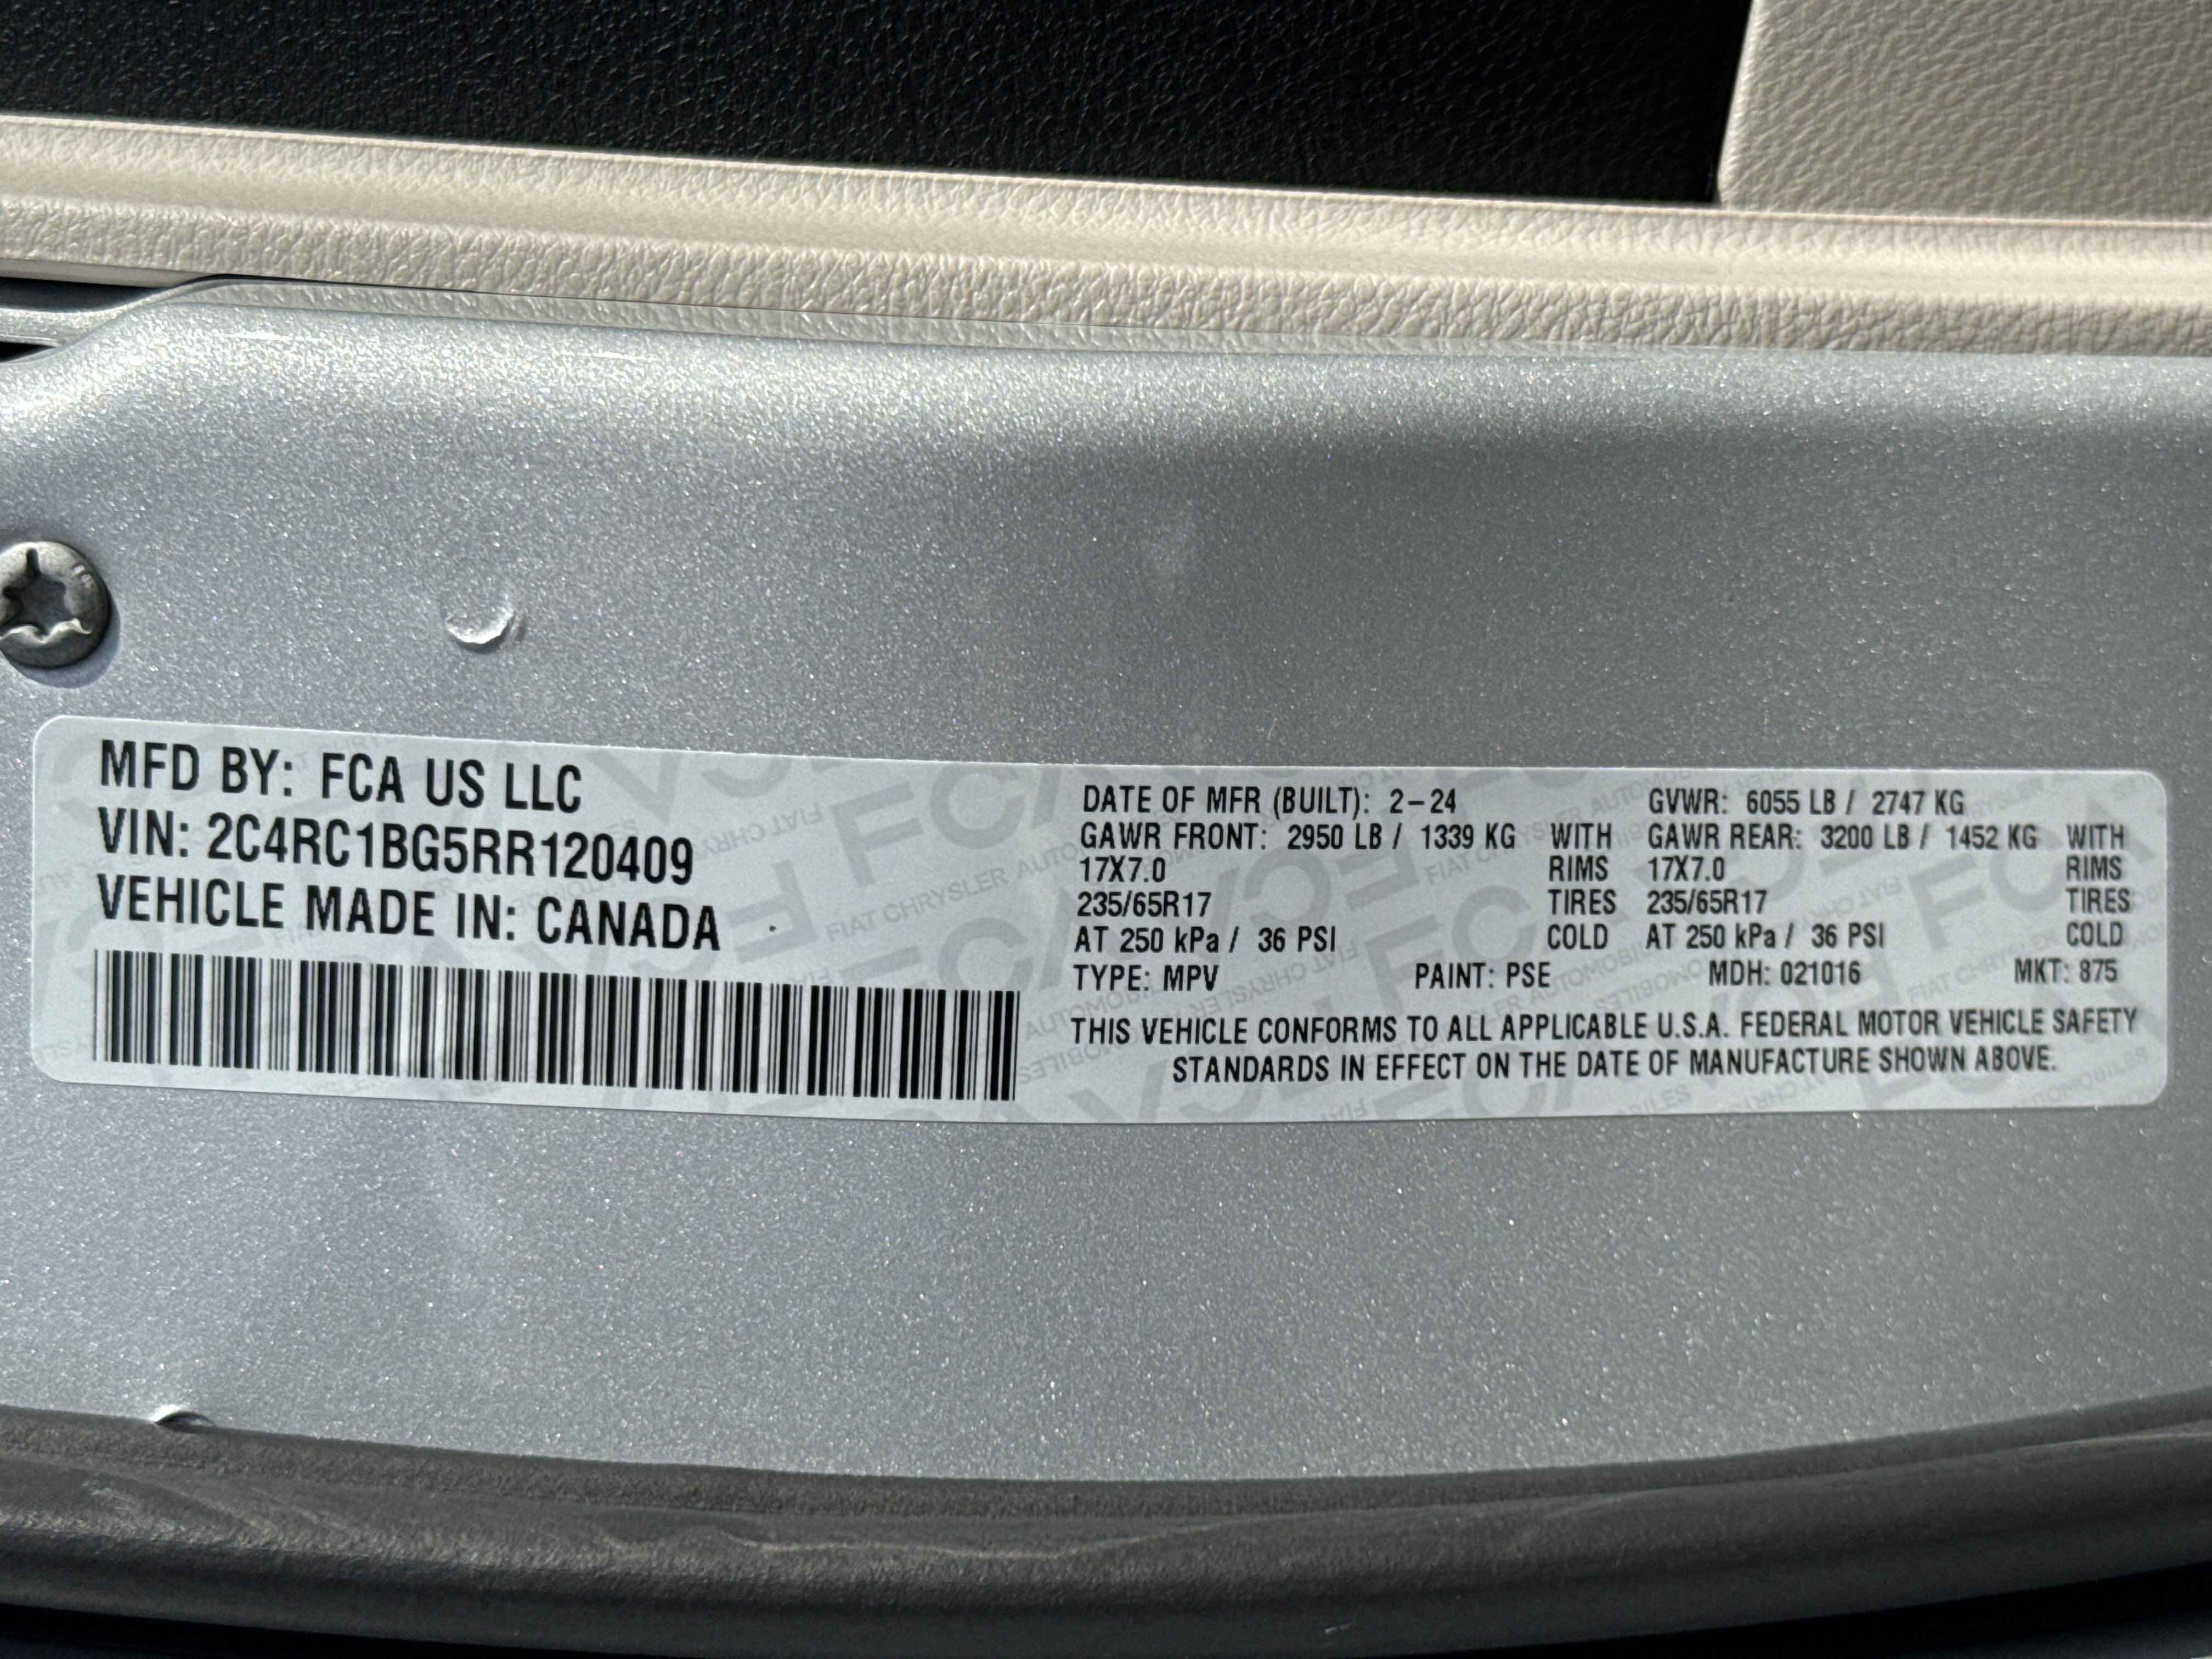 MFD BY: FCA US LLC
VIN: 2C4RC1BG5RR120409
VEHICLE MADE IN: CANADA
DATE OF MFR (BUILT): 2-24 GVWR: 6055 LB / 2747 KG
GAWR FRONT: 2950 LB / 1339 KG WITH GAWR REAR: 3200 LB / 1452 KG WITH
17X7.0 RIMS 17X7.0 RIMS
235/65R17 TIRES 235/65R17 TIRES
AT 250 kPa / 36 PSI COLD AT 250 kPa / 36 PSI COLD
TYPE: MPV PAINT: PSE MDH: 021016 MKT: 875
THIS VEHICLE CONFORMS TO ALL APPLICABLE U.S.A. FEDERAL MOTOR VEHICLE SAFETY
STANDARDS IN EFFECT ON THE DATE OF MANUFACTURE SHOWN ABOVE.